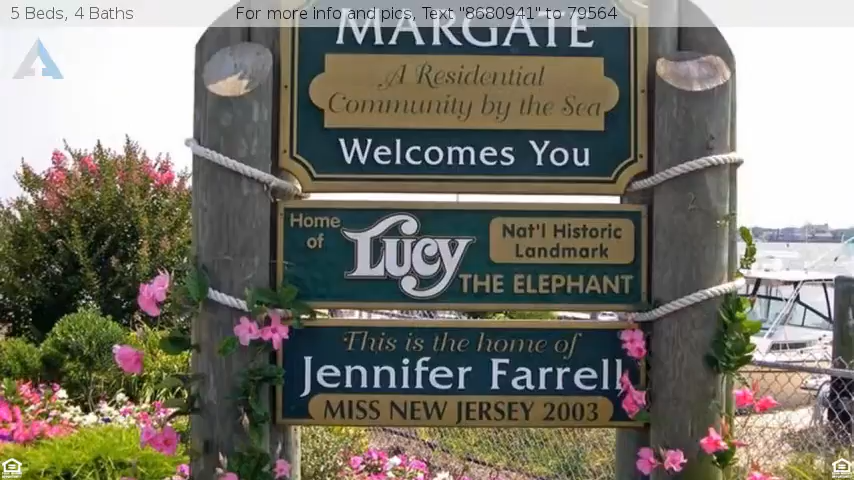 5 Beds, 4 Baths
For more info and pics, Text "8680941" to 79564
MARGATE
A Residential
Community by the Sea
Welcomes You
Home
of
Lucy
Nat'l Historic
Landmark
THE ELEPHANT
This is the home of
Jennifer Farrell
MISS NEW JERSEY 2003